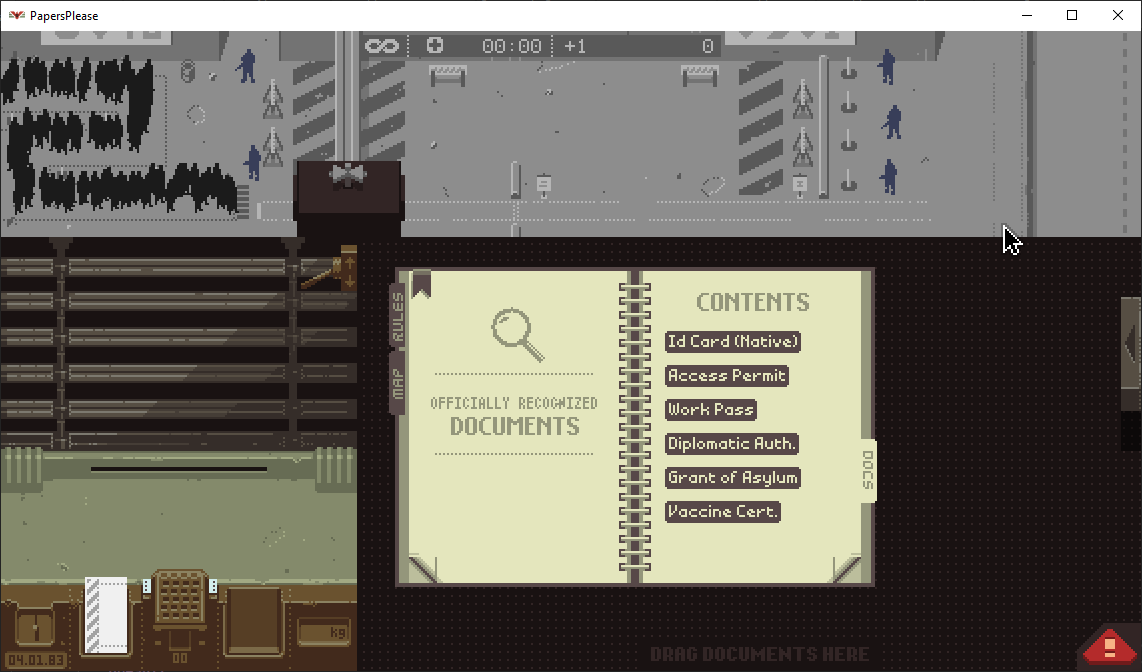 PapersPlease
00:00 +1 0
RULES
MAP
OFFICIALLY RECOGNIZED
DOCUMENTS
CONTENTS
Id Card (Native)
Access Permit
Work Pass
Diplomatic Auth.
Grant of Asylum
Vaccine Cert.
DOCS
kg
04.01.83
00
DRAG DOCUMENTS HERE